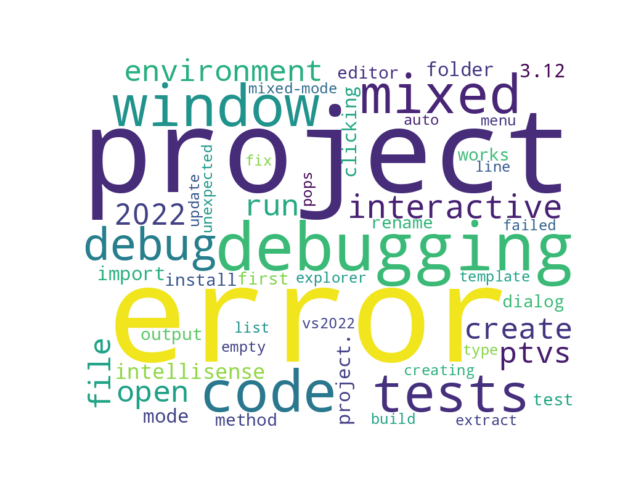 environment
editor
folder
3.12
mixed-mode
window
clicking
mixed
auto
menu
project
unexpected
fix
works
line
update
pops
2022
run
interactive
rename
failed
debug
debugging
import
install
first
explorer
template
error
dialog
output
list
vs2022
create
file
empty
project.
type
ptvs
intellisense
creating
open
code
tests
test
mode
method
build
extract